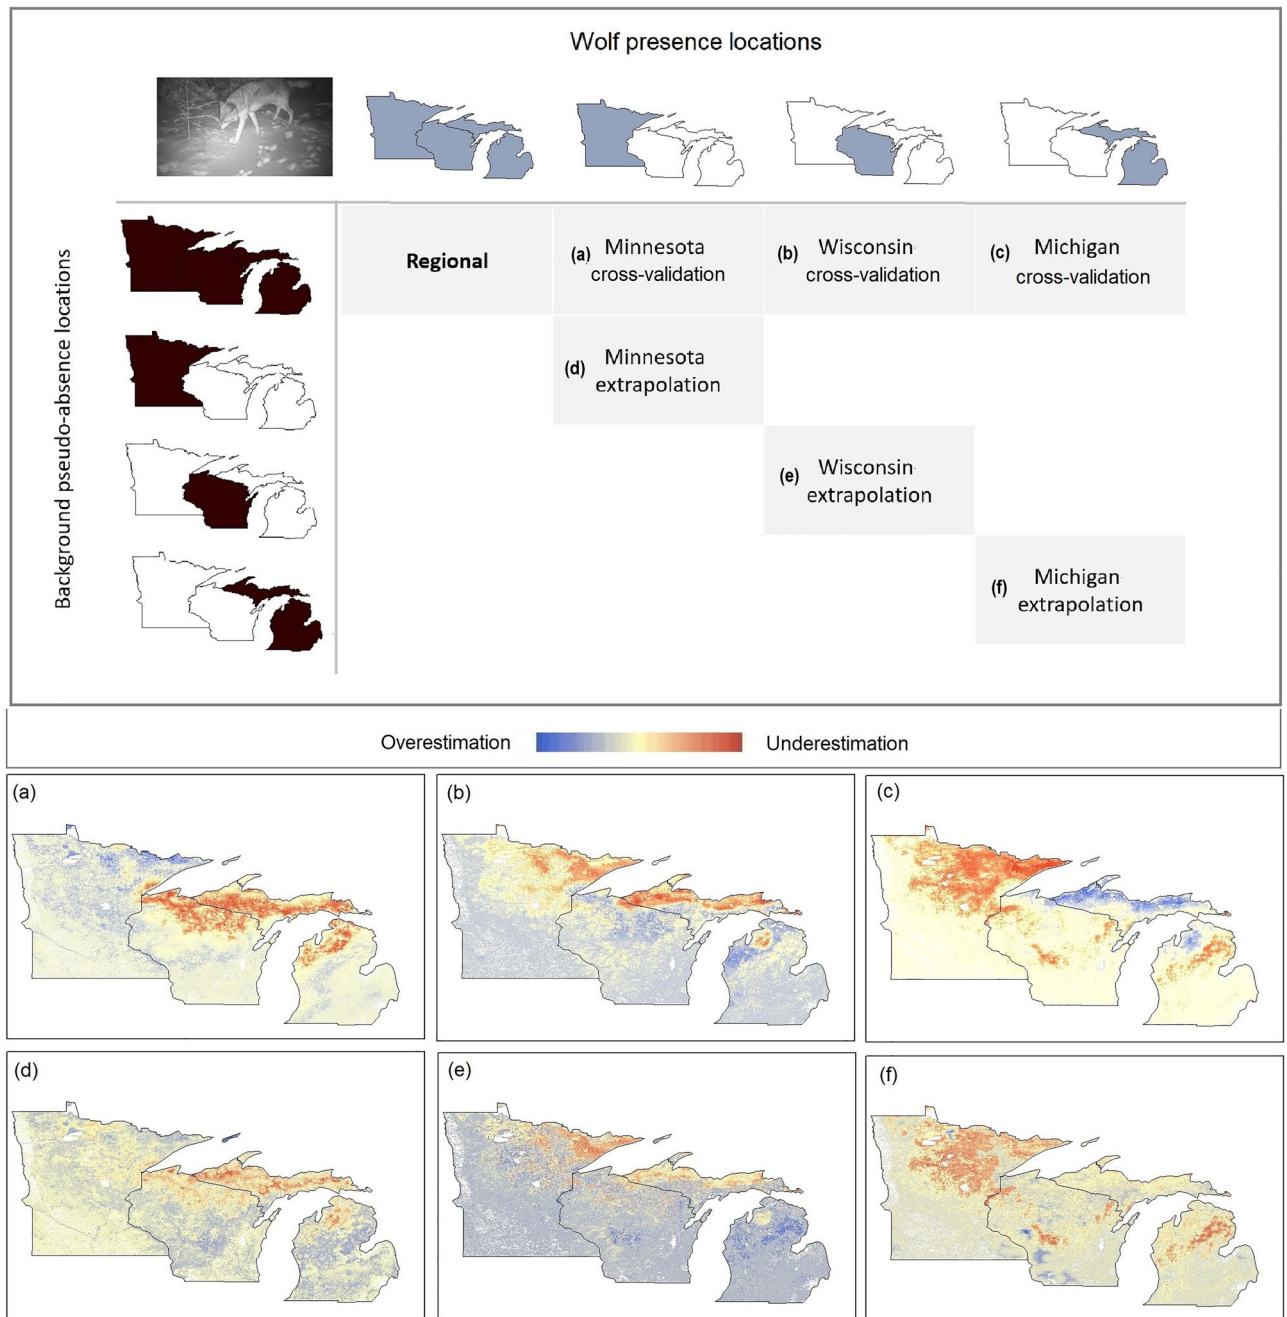 Wolf presence locations
Background pseudo-absence locations
Regional
(a) Minnesota
cross-validation
(b) Wisconsin
cross-validation
(c) Michigan
cross-validation
(d) Minnesota
extrapolation
(e) Wisconsin
extrapolation
(f) Michigan
extrapolation
Overestimation
Underestimation
(a)
(b)
(c)
(d)
(e)
(f)